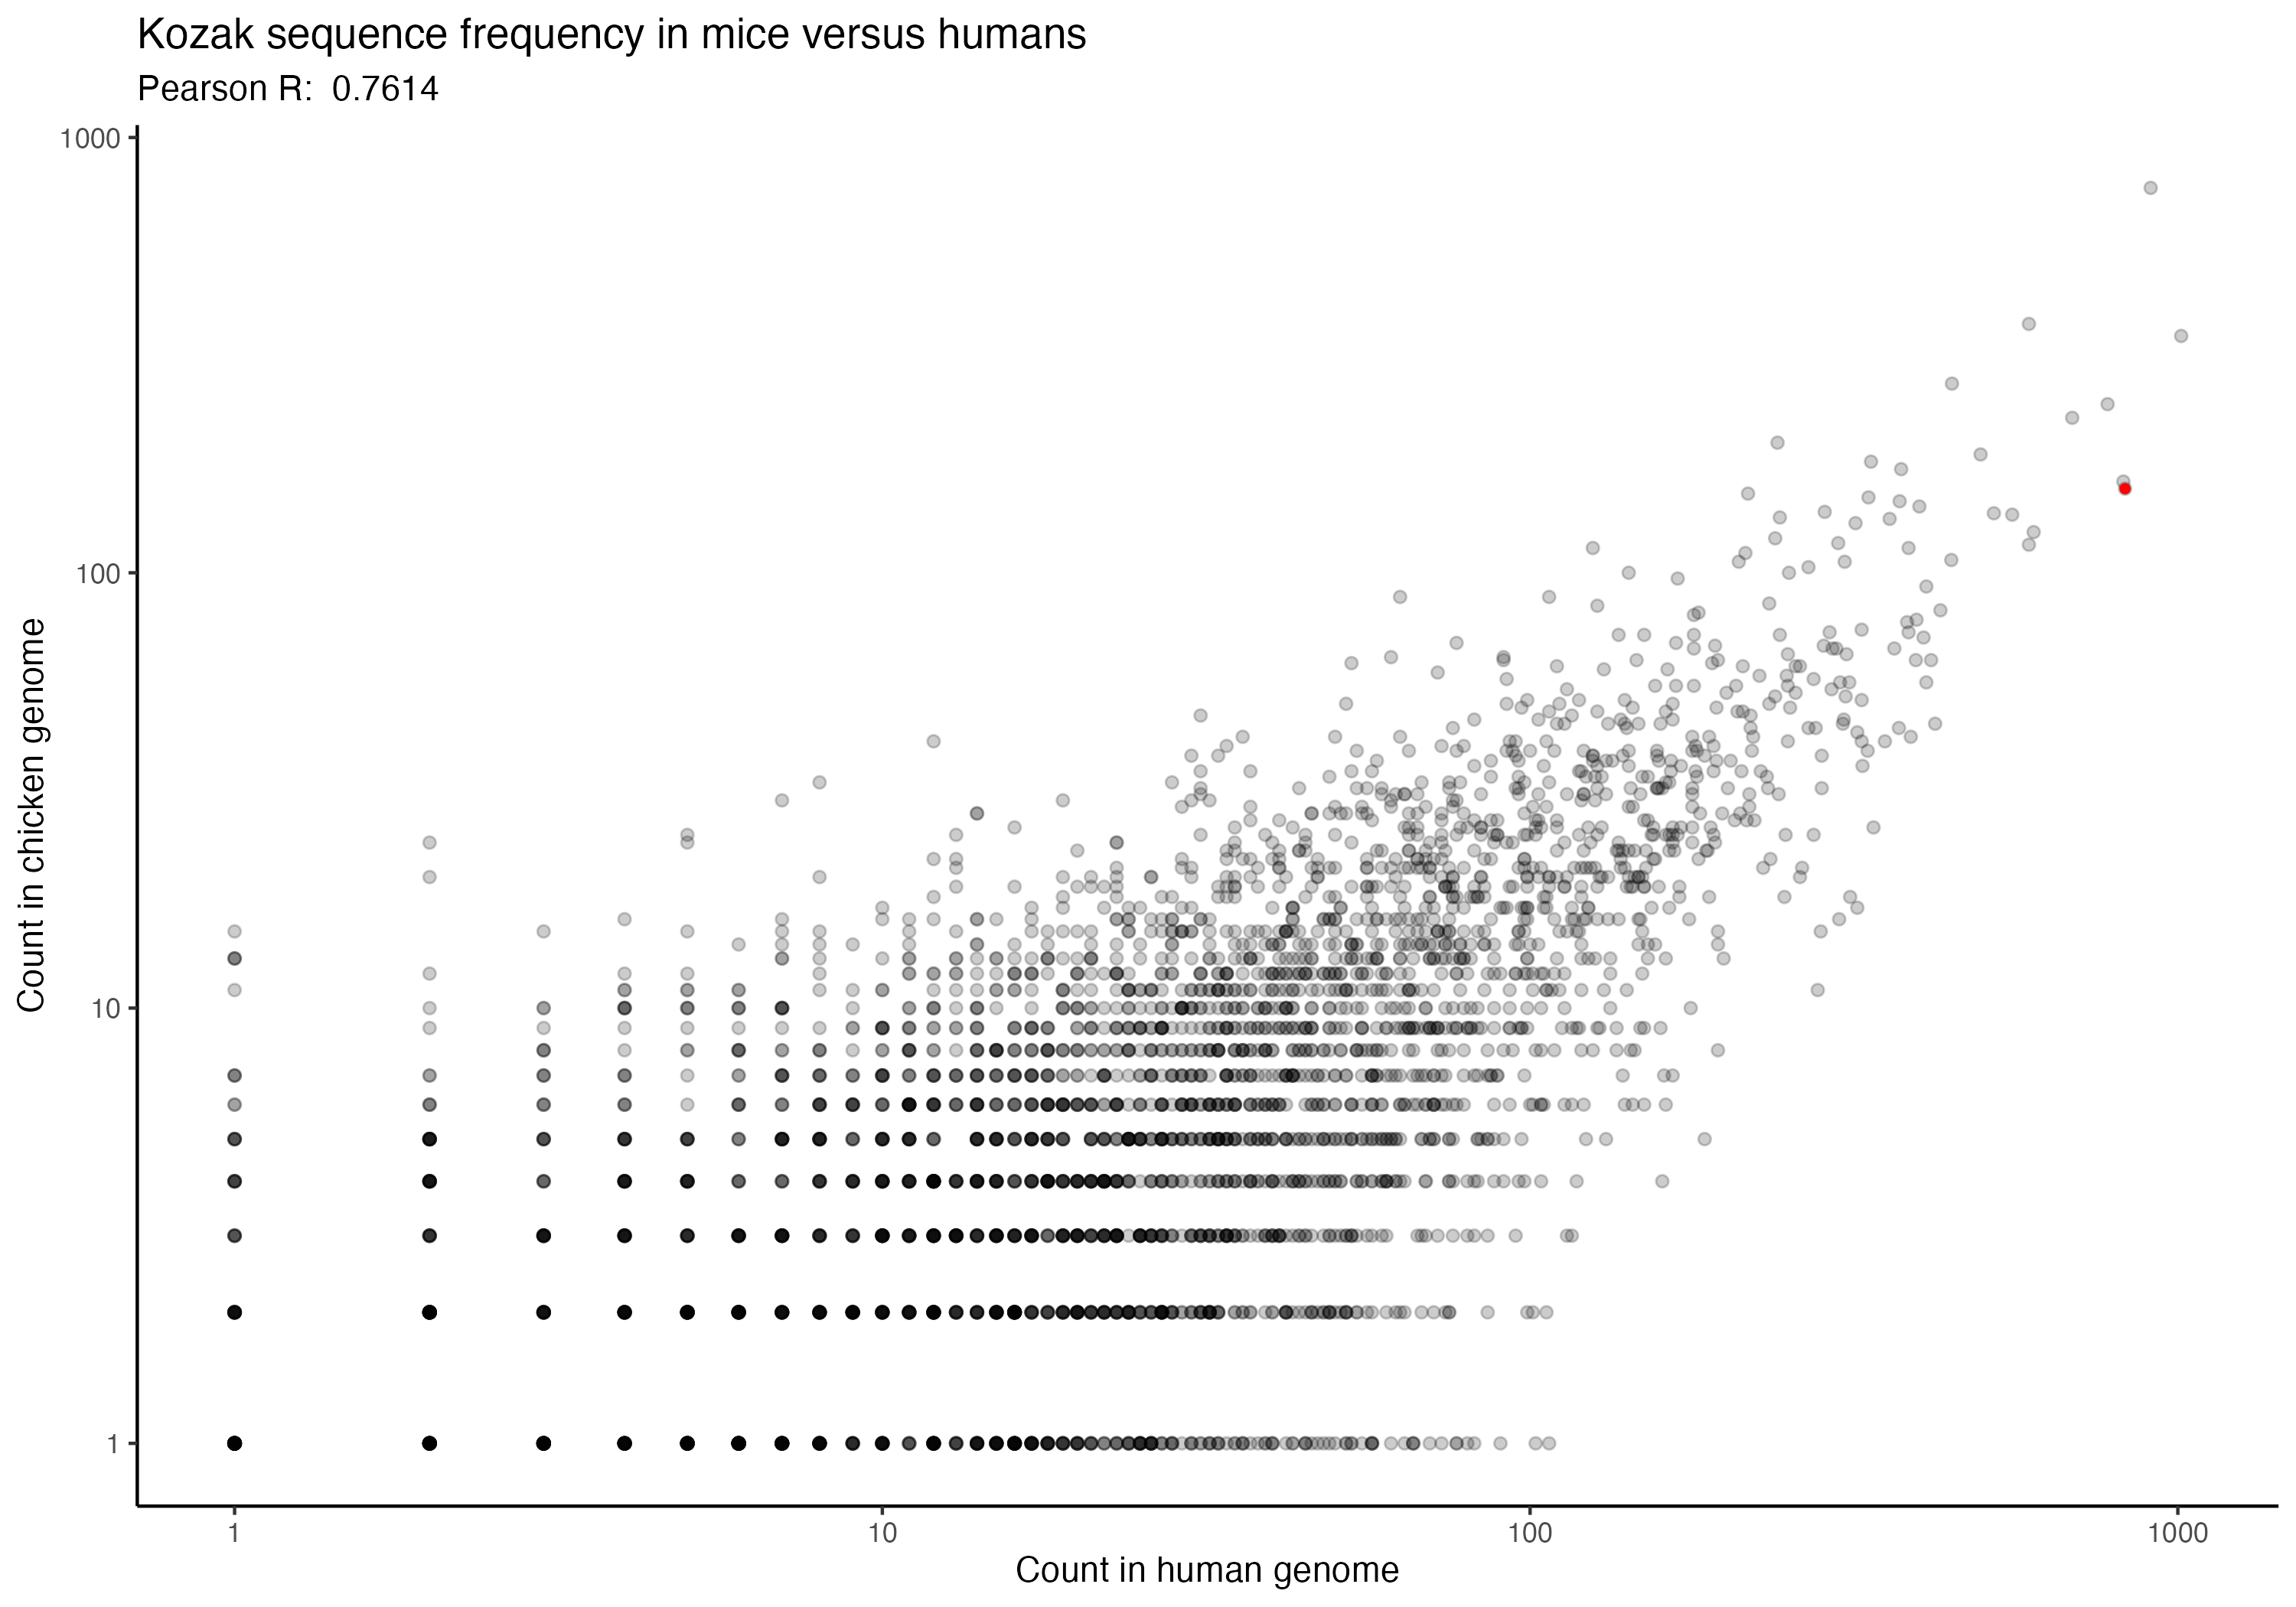 Kozak sequence frequency in mice versus humans
Pearson R:  0.7614
1000
100
10
1
Count in chicken genome
1
10
100
1000
Count in human genome